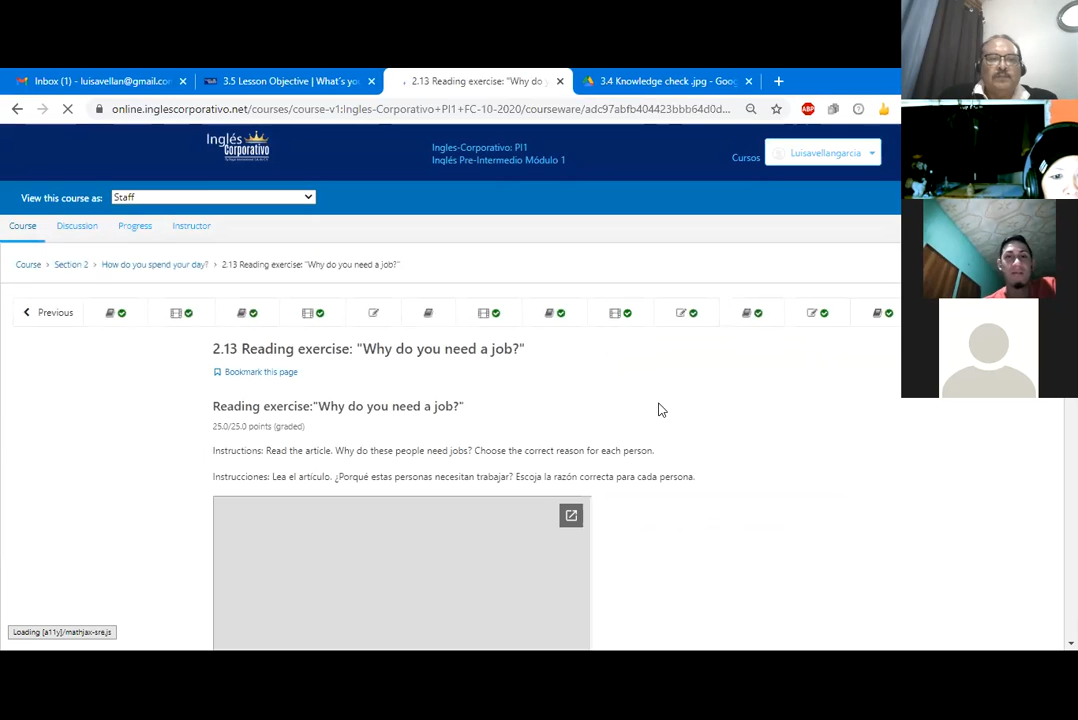 Inbox (1) - luisavellan@gmail.co
3.5 Lesson Objective | What's yo
2.13 Reading exercise: "Why do yo
3.4 Knowledge check .jpg - Goog
online.inglescorporativo.net/courses/course-v1:Ingles-Corporativo+PI1+FC-10-2020/courseware/adc97abfb404423bbb64d0d...
ABP
Inglés
Corporativo
Ingles-Corporativo: PI1
Inglés Pre-Intermedio Módulo 1
Cursos
Luisavellangarcia
View this course as:
Staff
Course
Discussion
Progress
Instructor
Course > Section 2 > How do you spend your day? > 2.13 Reading exercise: "Why do you need a job?"
Previous
2.13 Reading exercise: "Why do you need a job?"
Bookmark this page
Reading exercise:"Why do you need a job?"
25.0/25.0 points (graded)
Instructions: Read the article. Why do these people need jobs? Choose the correct reason for each person.
Instrucciones: Lea el artículo. ¿Porqué estas personas necesitan trabajar? Escoja la razón correcta para cada persona.
Loading [a11y]/mathjax-sre.js